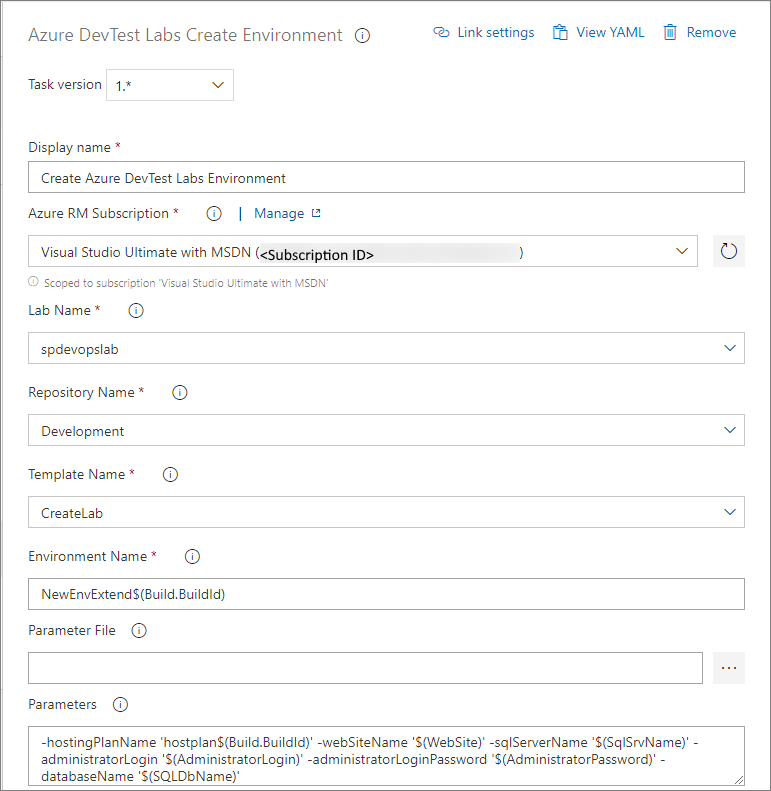 Azure DevTest Labs Create Environment
Link settings View YAML Remove
Task version 1.*
Display name *
Create Azure DevTest Labs Environment
Azure RM Subscription * | Manage
Visual Studio Ultimate with MSDN (<Subscription ID> )
Scoped to subscription 'Visual Studio Ultimate with MSDN'
Lab Name *
spdevopslab
Repository Name *
Development
Template Name *
CreateLab
Environment Name *
NewEnvExtend$(Build.BuildId)
Parameter File
...
Parameters
-hostingPlanName 'hostplan$(Build.BuildId)' -webSiteName '$(WebSite)' -sqlServerName '$(SqlSrvName)' -
administratorLogin '$(AdministratorLogin)' -administratorLoginPassword '$(AdministratorPassword)' -
databaseName '$(SQLDbName)'